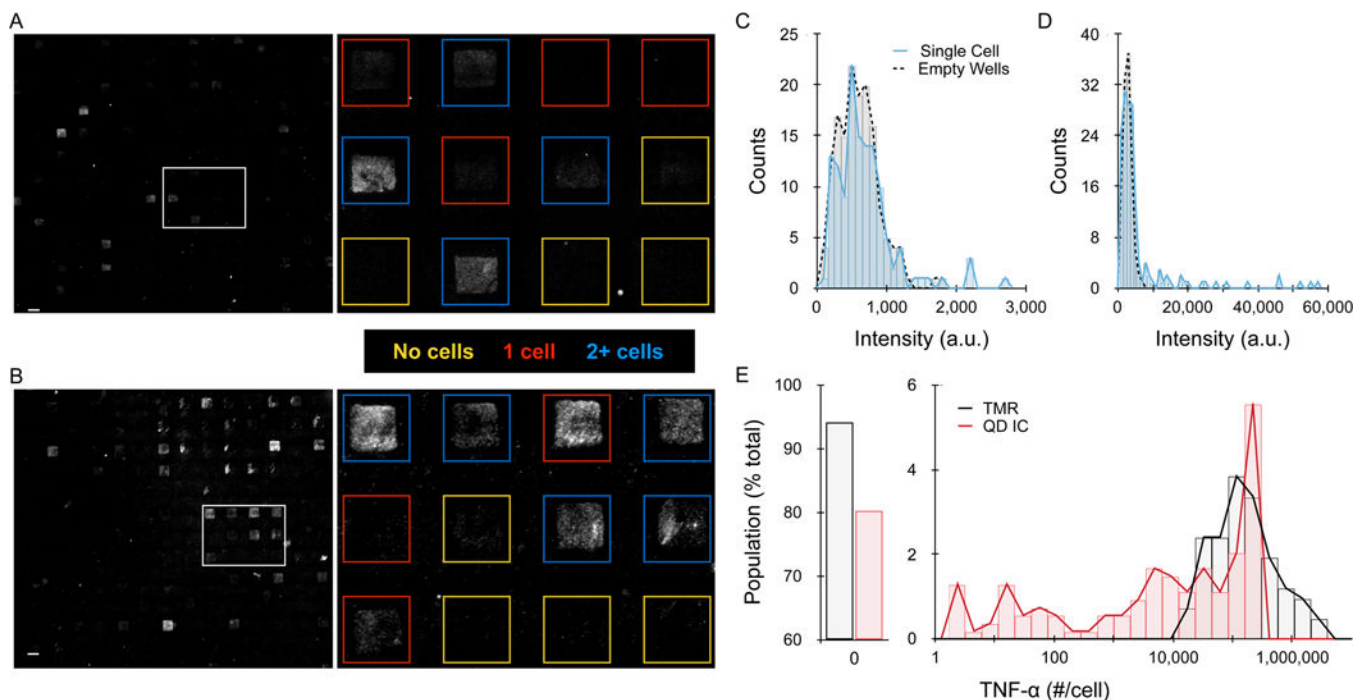 A
B
No cells 1 cell 2+ cells
C
Counts
25
20
15
10
5
0
0 1,000 2,000 3,000
Intensity (a.u.)
Single Cell
Empty Wells
D
Counts
40
32
24
16
8
0
0 20,000 40,000 60,000
Intensity (a.u.)
E
Population (% total)
100
90
80
70
60
0
6
4
2
0
TMR
QD IC
1 100 10,000 1,000,000
TNF-α (#/cell)